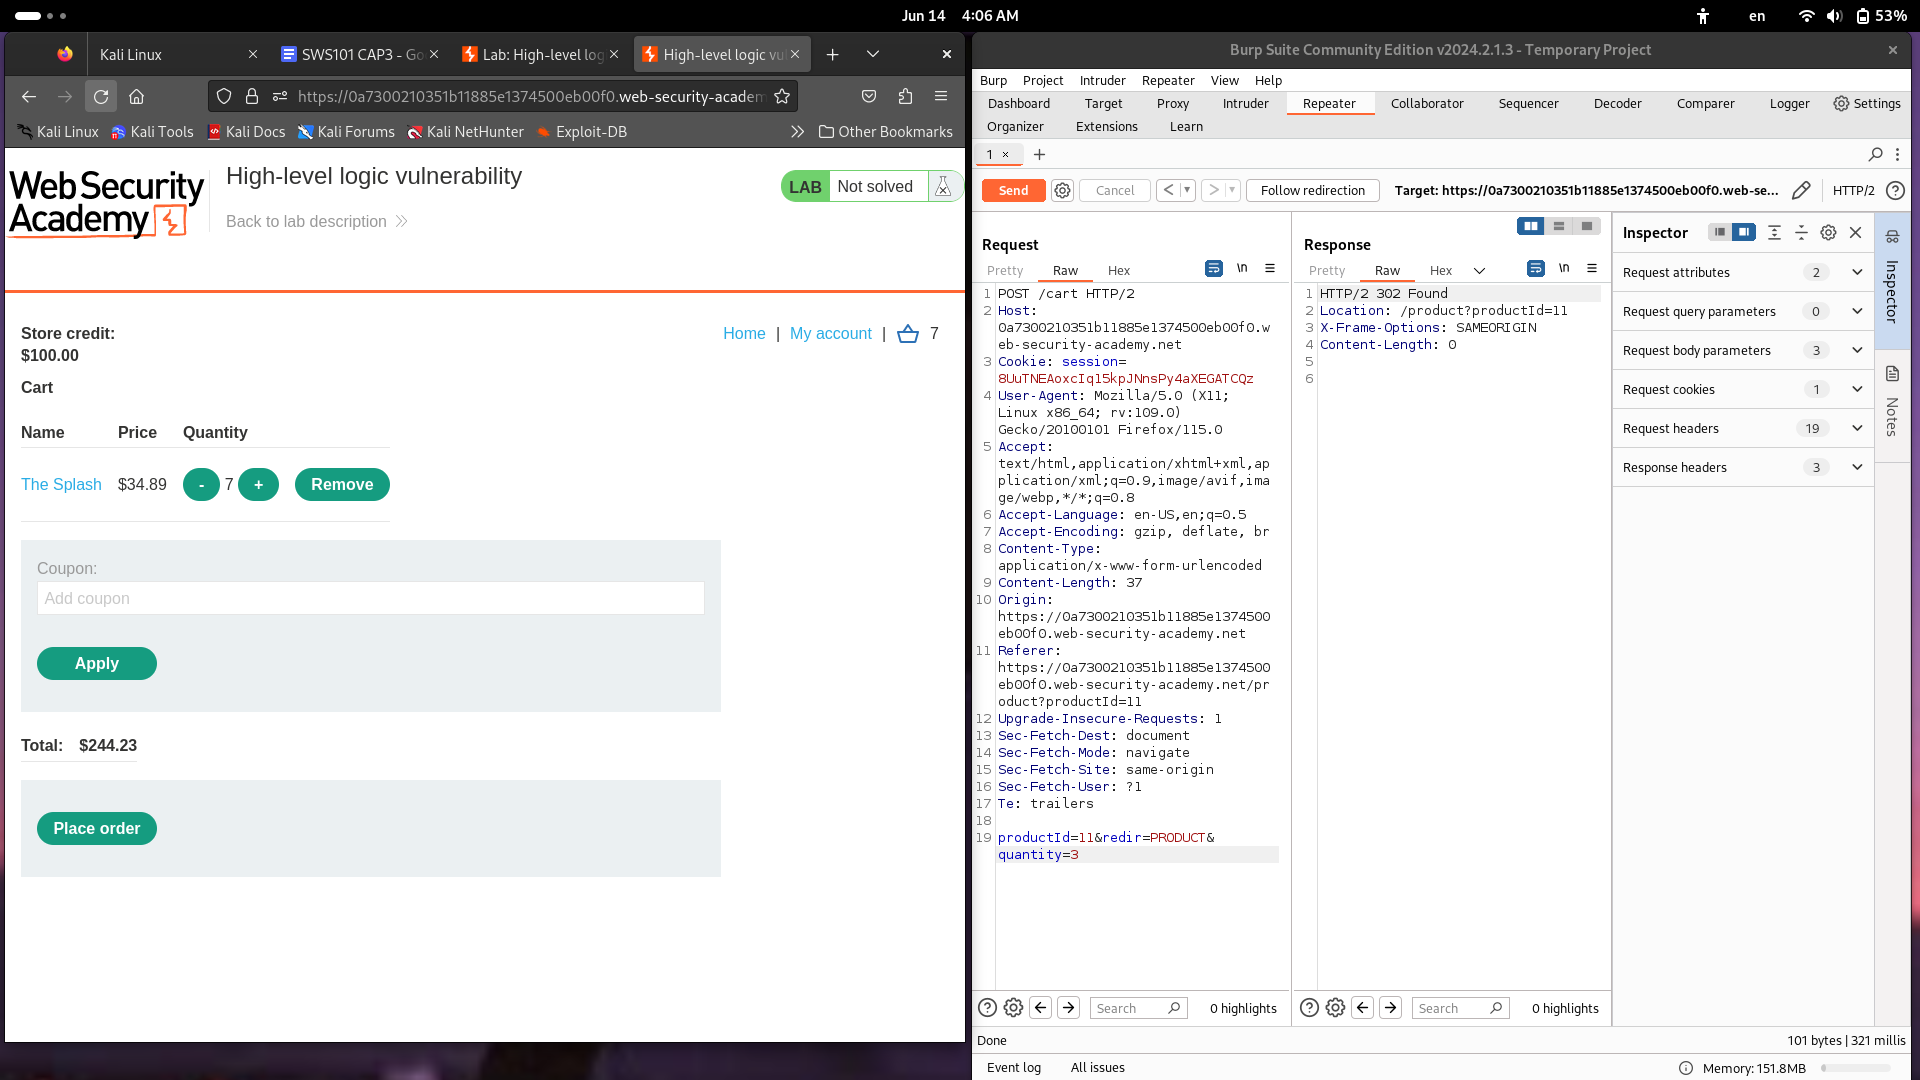 Jun 14 4:06 AM
en
53%
Kali Linux
SWS101 CAP3 - Go
Lab: High-level log
High-level logic vul
https://0a7300210351b11885e1374500eb00f0.web-security-academ
Kali Linux
Kali Tools
Kali Docs
Kali Forums
Kali NetHunter
Exploit-DB
Other Bookmarks
Web Security
Academy
High-level logic vulnerability
Back to lab description
LAB Not solved
Store credit:
$100.00
Home | My account | 7
Cart
Name Price Quantity
The Splash $34.89 - 7 + Remove
Coupon:
Add coupon
Apply
Total: $244.23
Place order
Burp Suite Community Edition v2024.2.1.3 - Temporary Project
Burp Project Intruder Repeater View Help
Dashboard Target Proxy Intruder Repeater Collaborator Sequencer Decoder Comparer Logger Settings
Organizer Extensions Learn
1 × +
Send Cancel < > Follow redirection Target: https://0a7300210351b11885e1374500eb00f0.web-se... HTTP/2
Request
Pretty Raw Hex \n
1 POST /cart HTTP/2
2 Host:
0a7300210351b11885e1374500eb00f0.w
eb-security-academy.net
3 Cookie: session=
8UuTNEAoxcIq15kpJNnsPy4aXEGATCQz
4 User-Agent: Mozilla/5.0 (X11;
Linux x86_64; rv:109.0)
Gecko/20100101 Firefox/115.0
5 Accept:
text/html,application/xhtml+xml,ap
plication/xml;q=0.9,image/avif,ima
ge/webp,*/*;q=0.8
6 Accept-Language: en-US,en;q=0.5
7 Accept-Encoding: gzip, deflate, br
8 Content-Type:
application/x-www-form-urlencoded
9 Content-Length: 37
10 Origin:
https://0a7300210351b11885e1374500
eb00f0.web-security-academy.net
11 Referer:
https://0a7300210351b11885e1374500
eb00f0.web-security-academy.net/pr
oduct?productId=11
12 Upgrade-Insecure-Requests: 1
13 Sec-Fetch-Dest: document
14 Sec-Fetch-Mode: navigate
15 Sec-Fetch-Site: same-origin
16 Sec-Fetch-User: ?1
17 Te: trailers
18
19 productId=11&redir=PRODUCT&
quantity=3
Search 0 highlights
Response
Pretty Raw Hex \n
1 HTTP/2 302 Found
2 Location: /product?productId=11
3 X-Frame-Options: SAMEORIGIN
4 Content-Length: 0
5
6
Search 0 highlights
Inspector
Request attributes 2
Request query parameters 0
Request body parameters 3
Request cookies 1
Request headers 19
Response headers 3
Inspector
Notes
Done
101 bytes | 321 millis
Event log All issues
Memory: 151.8MB